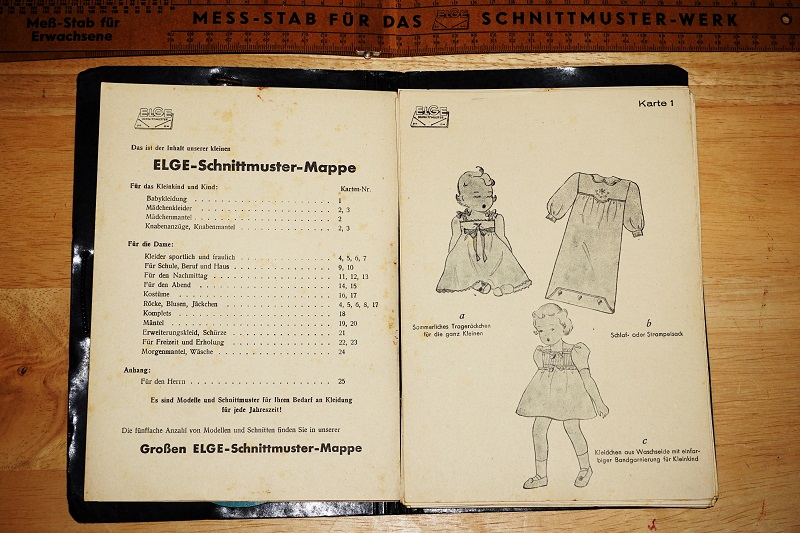 Meß-Stab für
Erwachsene
MESS-STAB FÜR DAS ELGE SCHNITTMUSTER-WERK
ELGE
Das ist der Inhalt unserer kleinen
ELGE-Schnittmuster-Mappe
Für das Kleinkind und Kind: Karten-Nr.
Babykleidung 1
Mädchenkleider 2, 3
Mädchenmantel 2
Knabenanzüge, Knabenmantel 2, 3
Für die Dame:
Kleider sportlich und fraulich 4, 5, 6, 7
Für Schule, Beruf und Haus 9, 10
Für den Nachmittag 11, 12, 13
Für den Abend 14, 15
Kostüme 16, 17
Röcke, Blusen, Jäckchen 4, 5, 6, 8, 17
Komplets 18
Mäntel 19, 20
Erweiterungskleid, Schürze 21
Für Freizeit und Erholung 22, 23
Morgenmantel, Wäsche 24
Anhang:
Für den Herrn 25
Es sind Modelle und Schnittmuster für Ihren Bedarf an Kleidung
für jede Jahreszeit!
Die fünffache Anzahl von Modellen und Schnitten finden Sie in unserer
Großen ELGE-Schnittmuster-Mappe
ELGE
Karte 1
a
Sommerliches Trageröckchen
für die ganz Kleinen
b
Schlaf- oder Strampelsack
c
Kleidchen aus Waschseide mit einfar-
biger Bandgarnierung für Kleinkind